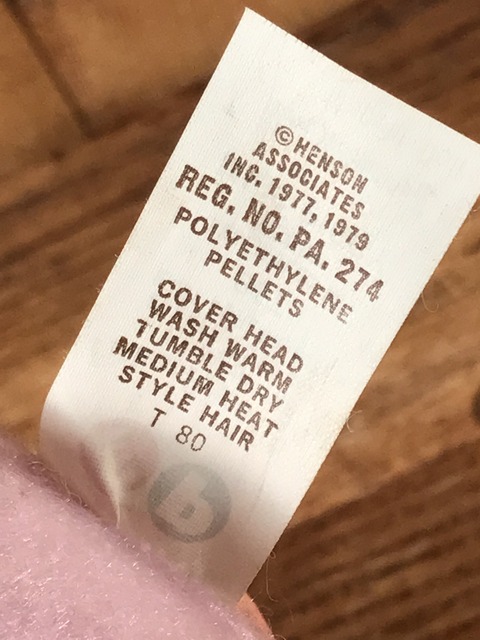 © HENSON
ASSOCIATES
INC. 1977, 1979
REG. NO. PA. 274
POLYETHYLENE
PELLETS
COVER HEAD
WASH WARM
TUMBLE DRY
MEDIUM HEAT
STYLE HAIR
T 80